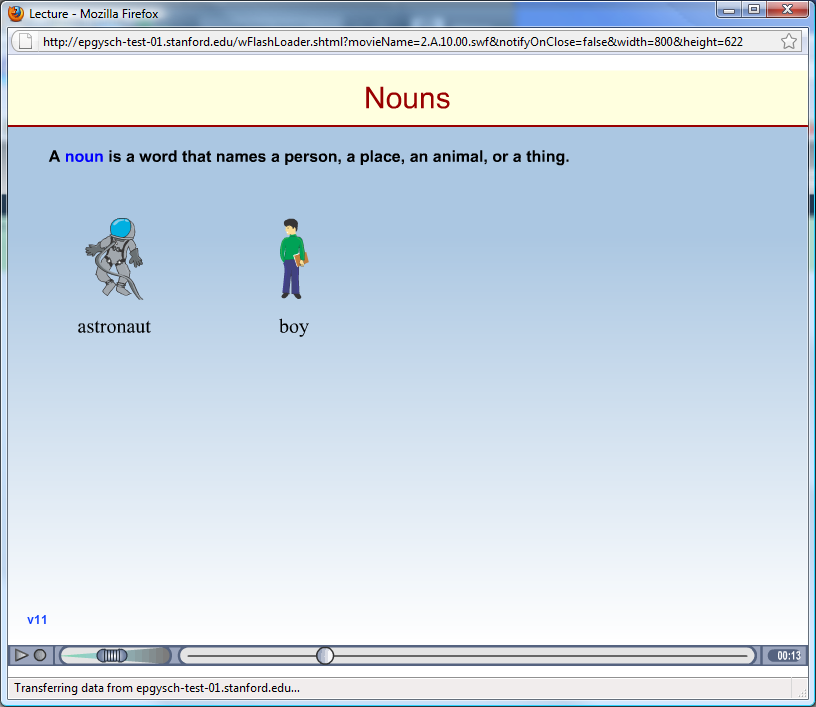 Lecture - Mozilla Firefox
http://epgysch-test-01.stanford.edu/wFlashLoader.shtml?movieName=2.A.10.00.swf&notifyOnClose=false&width=800&height=622
Nouns
A noun is a word that names a person, a place, an animal, or a thing.
astronaut boy
v11
00:13
Transferring data from epgysch-test-01.stanford.edu...